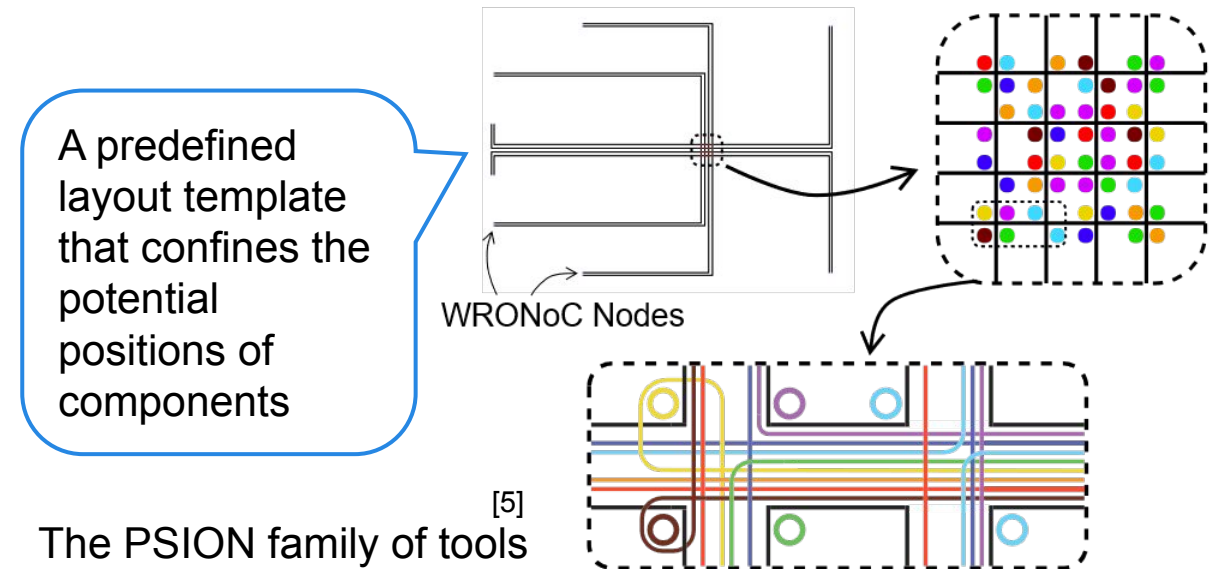 A predefined
layout template
that confines the
potential
positions of
components
WRONoC Nodes
[5]
The PSION family of tools